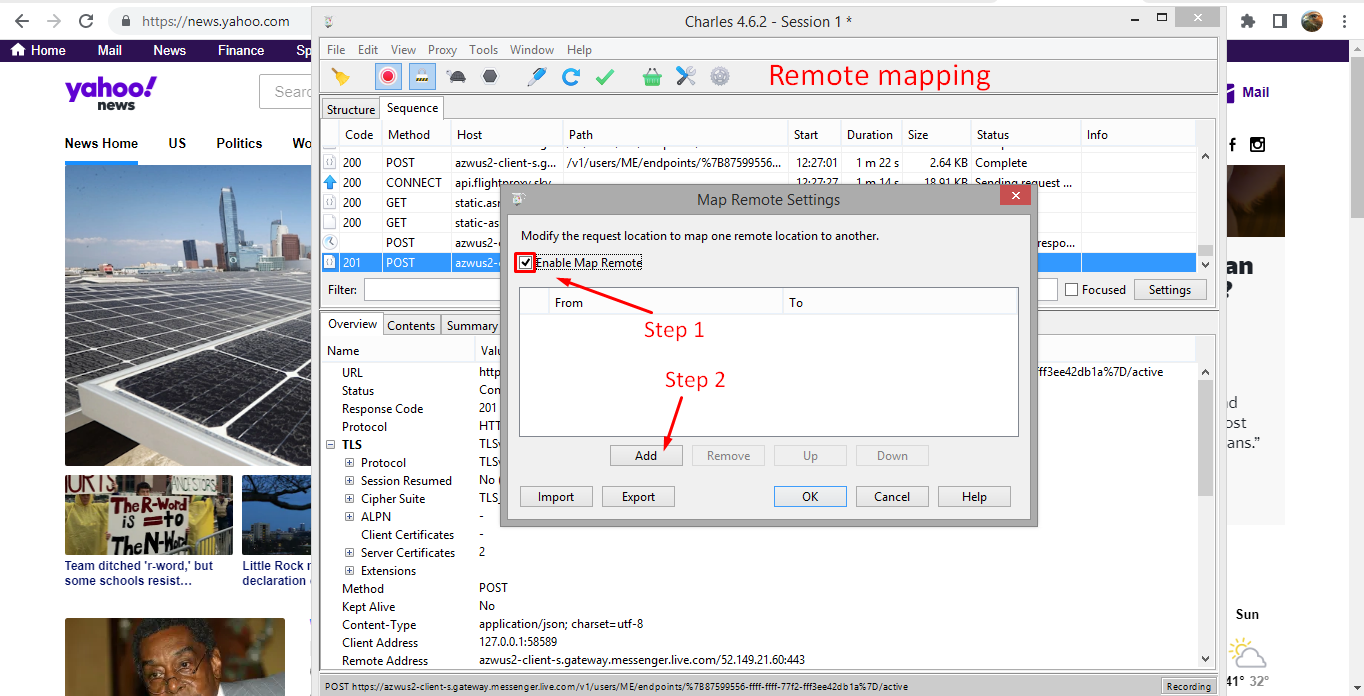 https://news.yahoo.com
Charles 4.6.2 - Session 1 *
Home Mail News Finance Sp
File Edit View Proxy Tools Window Help
Remote mapping
yahoo!
news
Sear
Mail
Structure Sequence
Code Method Host Path Start Duration Size Status Info
News Home US Politics Wo
200 POST azwus2-client-s.g... /v1/users/ME/endpoints/%7B87599556... 12:27:01 1 m 22 s 2.64 KB Complete
200 CONNECT api.flightproxy.sky 12:27:27 1 m 14 s 18.91 KB Sending request ...
200 GET static.asr
200 GET static-as
POST azwus2- respo...
201 POST azwus2-
Map Remote Settings
Modify the request location to map one remote location to another.
Enable Map Remote
From To
Step 1
Step 2
Add Remove Up Down
Import Export OK Cancel Help
Filter: Focused Settings
Overview Contents Summary
Name Valu
URL http fff3ee42db1a%7D/active
Status Con
Response Code 201
Protocol HTT
TLS TLSv
Protocol TLSv
Session Resumed No (
Cipher Suite TLS_
ALPN -
Client Certificates -
Server Certificates 2
Extensions
Method POST
Kept Alive No
Content-Type application/json; charset=utf-8
Client Address 127.0.0.1:58589
Remote Address azwus2-client-s.gateway.messenger.live.com/52.149.21.60:443
POST https://azwus2-client-s.gateway.messenger.live.com/v1/users/ME/endpoints/%7B87599556-ffff-ffff-77f2-fff3ee42db1a%7D/active
Recording
The R-Word
is = to
The N-Word
Team ditched 'r-word,' but
some schools resist...
Little Rock r
declaration
an
?
nd
ost
ans.”
Sun
41° 32°